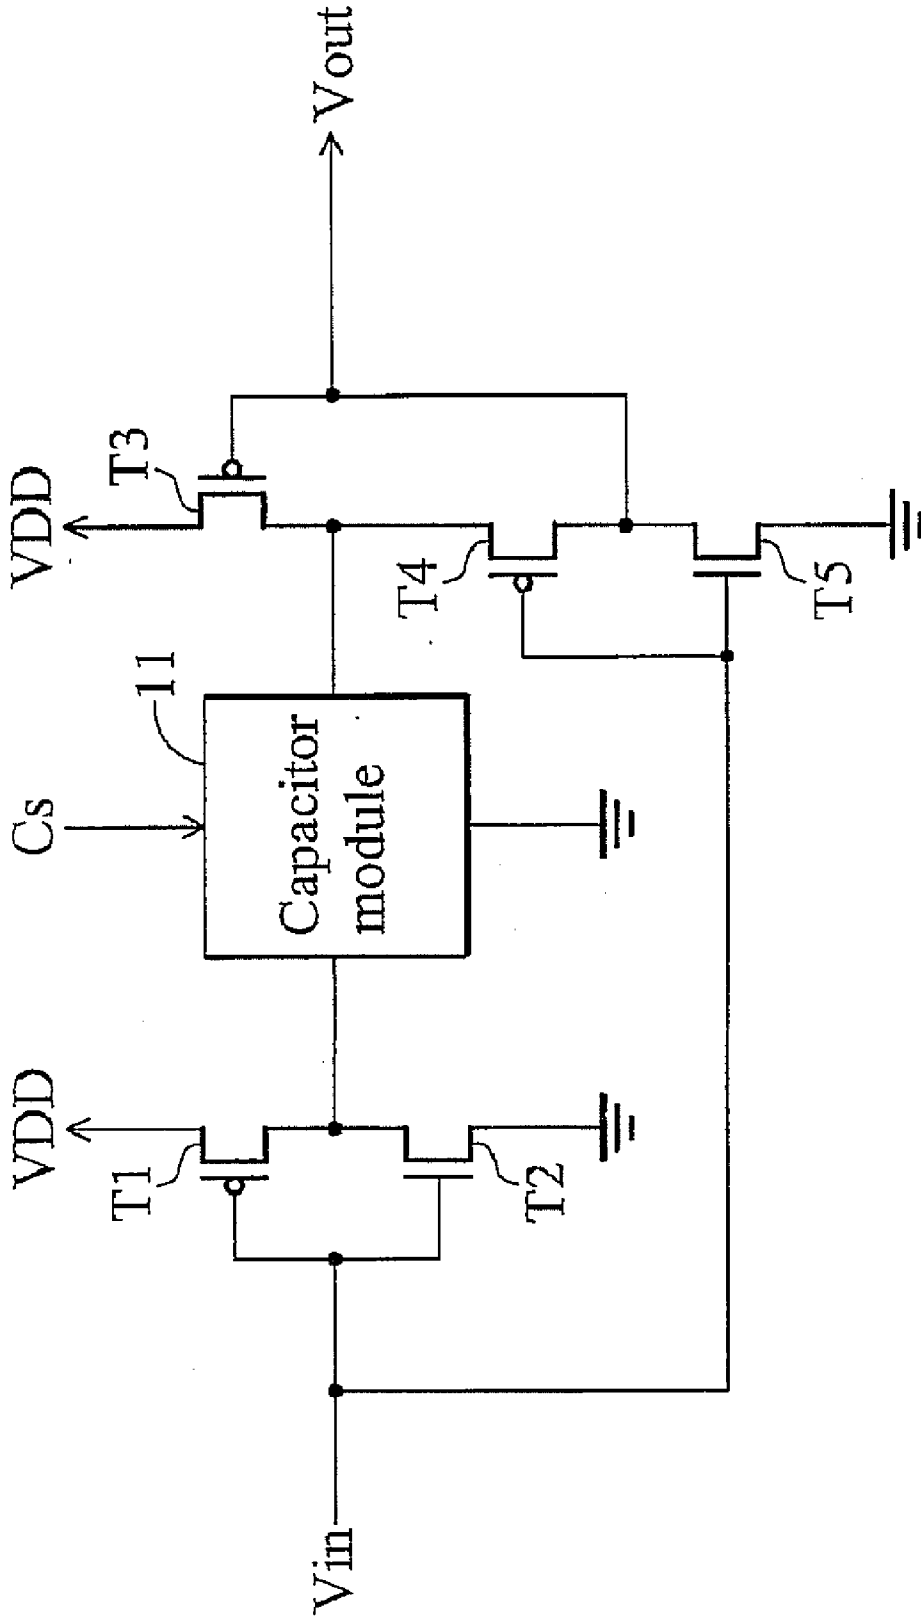 VDD
T1
T2
Vin
Cs
11
Capacitor
module
VDD
T3
T4
T5
Vout